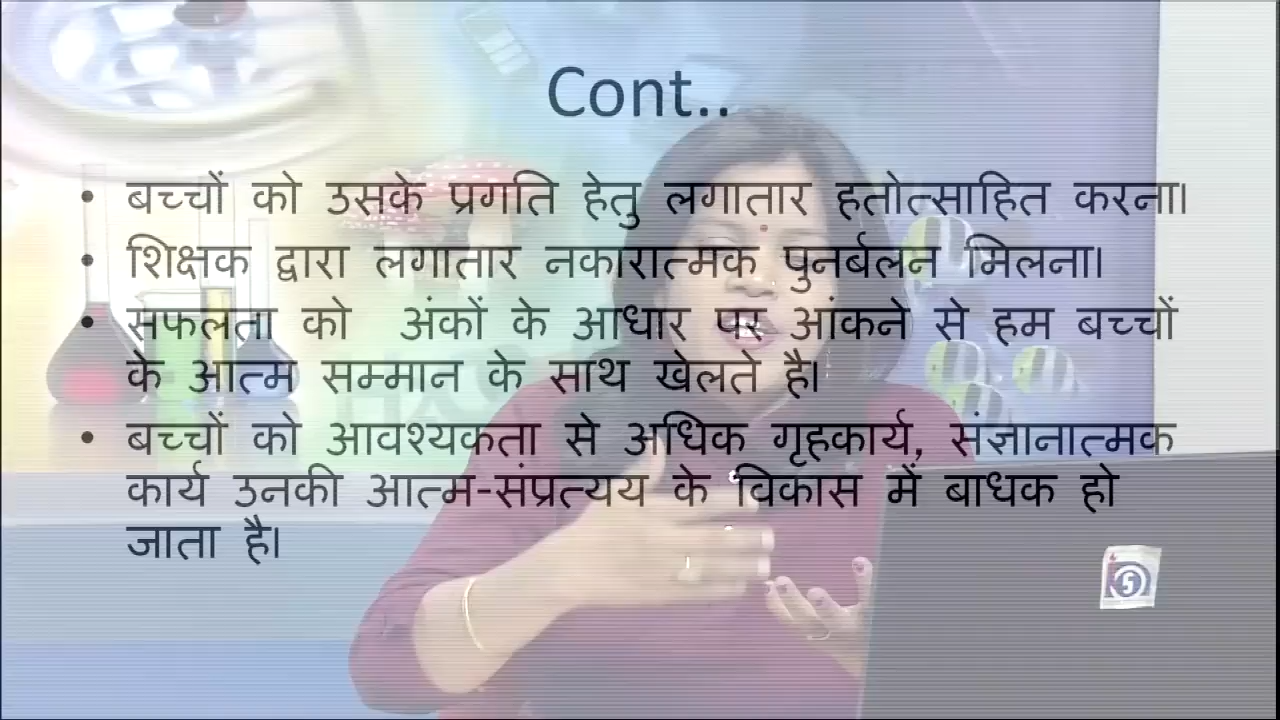 Cont..
• बच्चों को उसके प्रगति हेतु लगातार हतोत्साहित करना।
• शिक्षक द्वारा लगातार नकारात्मक पुनर्बलन मिलना।
• सफलता को अंकों के आधार पर आंकने से हम बच्चों
के आत्म सम्मान के साथ खेलते है।
• बच्चों को आवश्यकता से अधिक गृहकार्य, संज्ञानात्मक
कार्य उनकी आत्म-संप्रत्यय के विकास में बाधक हो
जाता है।